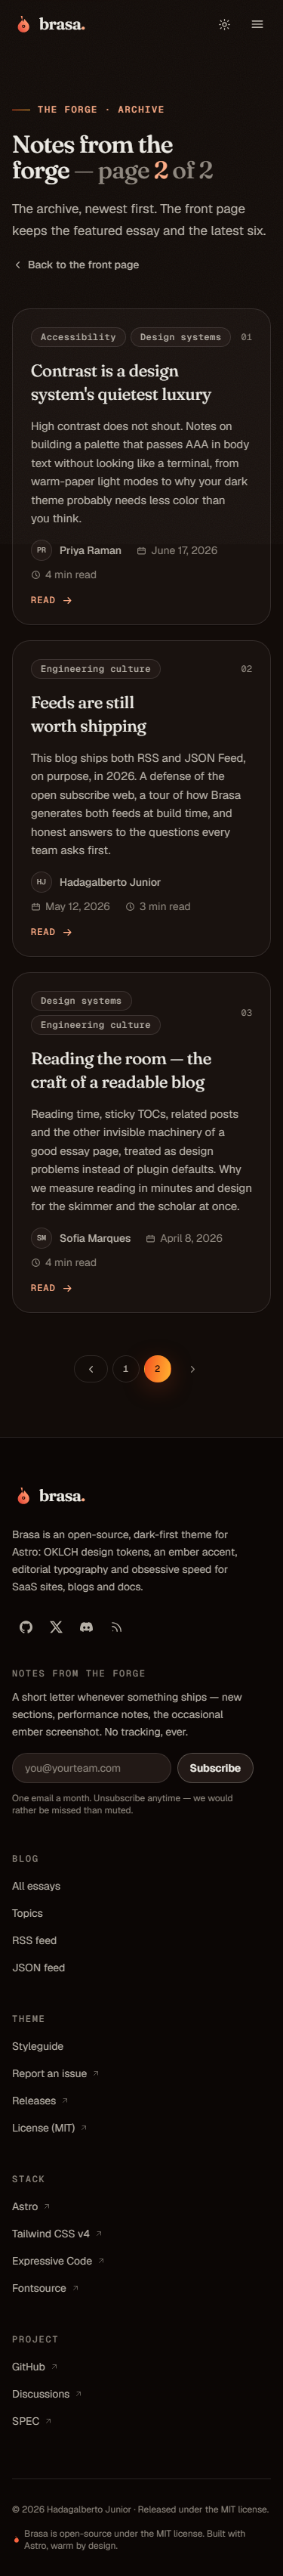 brasa.
THE FORGE · ARCHIVE
Notes from the
forge — page 2 of 2
The archive, newest first. The front page
keeps the featured essay and the latest six.
Back to the front page
Accessibility Design systems 01
Contrast is a design
system's quietest luxury
High contrast does not shout. Notes on
building a palette that passes AAA in body
text without looking like a terminal, from
warm-paper light modes to why your dark
theme probably needs less color than
you think.
PR Priya Raman June 17, 2026
4 min read
READ →
Engineering culture 02
Feeds are still
worth shipping
This blog ships both RSS and JSON Feed,
on purpose, in 2026. A defense of the
open subscribe web, a tour of how Brasa
generates both feeds at build time, and
honest answers to the questions every
team asks first.
HJ Hadagalberto Junior
May 12, 2026 3 min read
READ →
Design systems
Engineering culture 03
Reading the room — the
craft of a readable blog
Reading time, sticky TOCs, related posts
and the other invisible machinery of a
good essay page, treated as design
problems instead of plugin defaults. Why
we measure reading in minutes and design
for the skimmer and the scholar at once.
SM Sofia Marques April 8, 2026
4 min read
READ →
1 2
brasa.
Brasa is an open-source, dark-first theme for
Astro: OKLCH design tokens, an ember accent,
editorial typography and obsessive speed for
SaaS sites, blogs and docs.
NOTES FROM THE FORGE
A short letter whenever something ships — new
sections, performance notes, the occasional
ember screenshot. No tracking, ever.
you@yourteam.com Subscribe
One email a month. Unsubscribe anytime — we would
rather be missed than muted.
BLOG
All essays
Topics
RSS feed
JSON feed
THEME
Styleguide
Report an issue ↗
Releases ↗
License (MIT) ↗
STACK
Astro ↗
Tailwind CSS v4 ↗
Expressive Code ↗
Fontsource ↗
PROJECT
GitHub ↗
Discussions ↗
SPEC ↗
© 2026 Hadagalberto Junior · Released under the MIT license.
Brasa is open-source under the MIT license. Built with
Astro, warm by design.